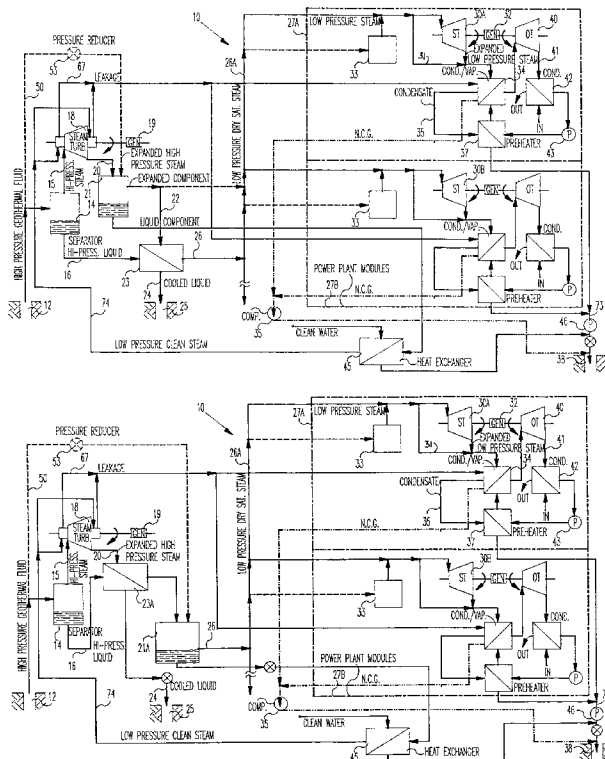 PRESSURE REDUCER
53
67
50
LEAKAGE
18
STEAM
TURB.
GEN
19
EXPANDED HIGH
PRESSURE STEAM
EXPANDED COMPONENT
15
HI-PRESS.
STEAM
20
21
14
22
LIQUID COMPONENT
SEPARATOR
HI-PRESS. LIQUID
16
26
23
24
COOLED LIQUID
25
12
74
HIGH PRESSURE GEOTHERMAL FLUID
LOW PRESSURE CLEAN STEAM
10
26A
LOW PRESSURE DRY SAT. STEAM
27A
LOW PRESSURE STEAM
30A
32
40
ST
GEN
OT
EXPANDED
LOW PRESSURE STEAM
34
41
33
COND./VAP.
COND.
42
CONDENSATE
OUT
IN
35
P
43
37
PREHEATER
N.C.G.
30B
ST
GEN
OT
33
COND./VAP.
COND.
OUT
IN
P
PREHEATER
N.C.G.
POWER PLANT MODULES
27B
COMP.
35
CLEAN WATER
45
HEAT EXCHANGER
73
46
38
PRESSURE REDUCER
53
67
50
LEAKAGE
18
STEAM
TURB.
GEN
19
EXPANDED HIGH
PRESSURE STEAM
20
15
HI-PRESS.
STEAM
23A
21A
26
SEPARATOR
14
16
HI-PRESS.
LIQUID
24
COOLED LIQUID
25
12
74
HIGH PRESSURE GEOTHERMAL FLUID
LOW PRESSURE CLEAN STEAM
10
26A
LOW PRESSURE DRY SAT. STEAM
27A
LOW PRESSURE STEAM
30A
32
40
ST
GEN
OT
EXPANDED
LOW PRESSURE STEAM
34
41
33
COND./VAP.
COND.
42
CONDENSATE
OUT
IN
36
P
43
37
PREHEATER
N.C.G.
ST
GEN
OT
33
COND./VAP.
COND.
OUT
IN
P
PREHEATER
POWER PLANT MODULES
27B
N.C.G.
COMP.
35
CLEAN WATER
45
HEAT EXCHANGER
46
38